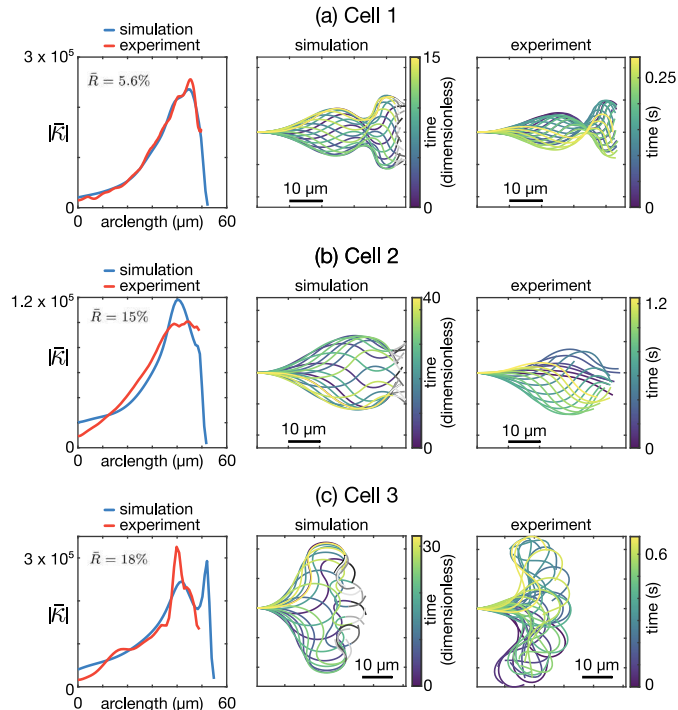 (a) Cell 1
simulation
experiment
3 x 10⁵
R̄ = 5.6%
|𝒦̄|
0
0
arclength (µm)
60
simulation
10 µm
15
time
(dimensionless)
0
experiment
10 µm
0.25
time (s)
0
(b) Cell 2
simulation
experiment
1.2 x 10⁵
R̄ = 15%
|𝒦̄|
0
0
arclength (µm)
60
simulation
10 µm
40
time
(dimensionless)
0
experiment
10 µm
1.2
time (s)
0
(c) Cell 3
simulation
experiment
3 x 10⁵
R̄ = 18%
|𝒦̄|
0
0
arclength (µm)
60
simulation
10 µm
30
time
(dimensionless)
0
experiment
10 µm
0.6
time (s)
0